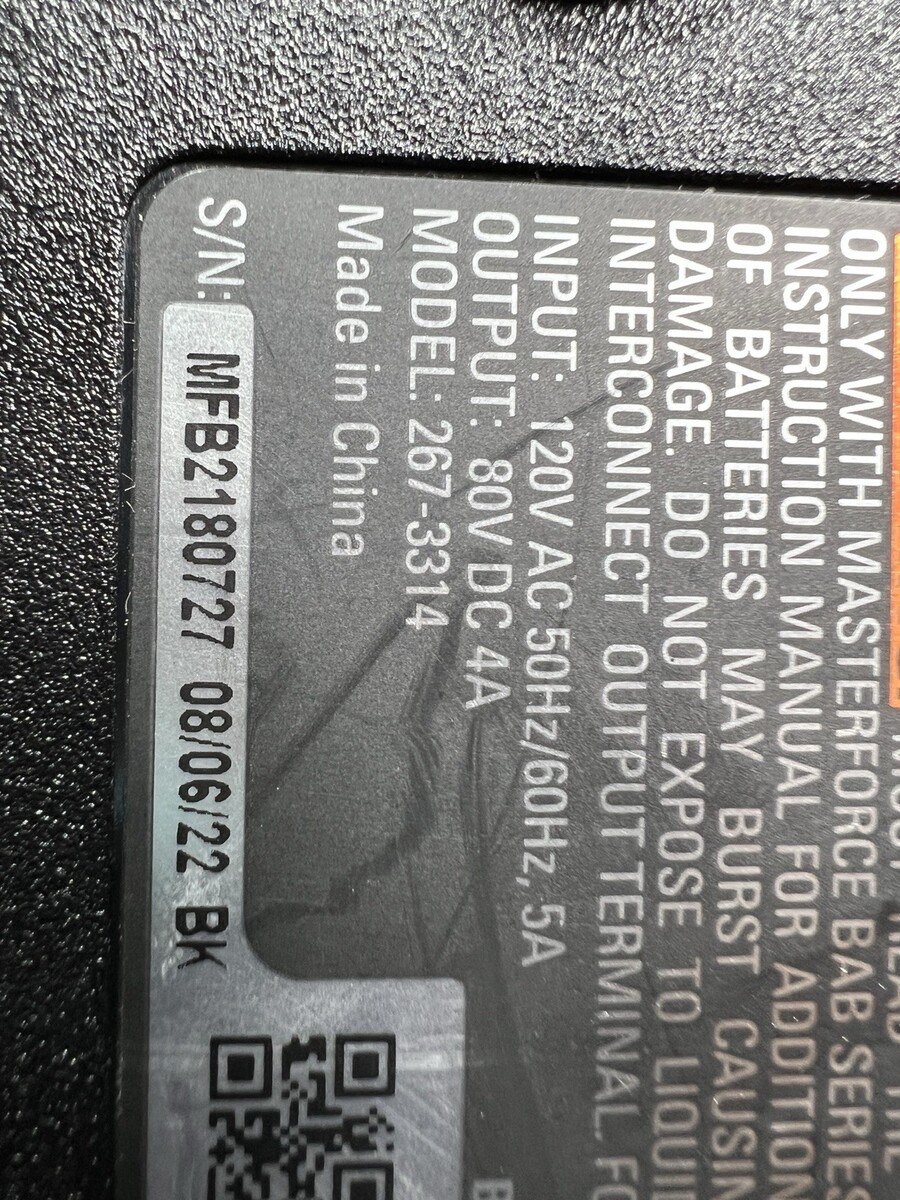 ONLY WITH MASTERFORCE BAB SERIES
INSTRUCTION MANUAL FOR ADDITION
OF BATTERIES MAY BURST CAUSIN
DAMAGE. DO NOT EXPOSE TO LIQUI
INTERCONNECT OUTPUT TERMINAL. FO
INPUT: 120V AC 50Hz/60Hz, 5A
OUTPUT: 80V DC 4A
MODEL: 267-3314
Made in China
S/N: MFB2180727 08/06/22 BK